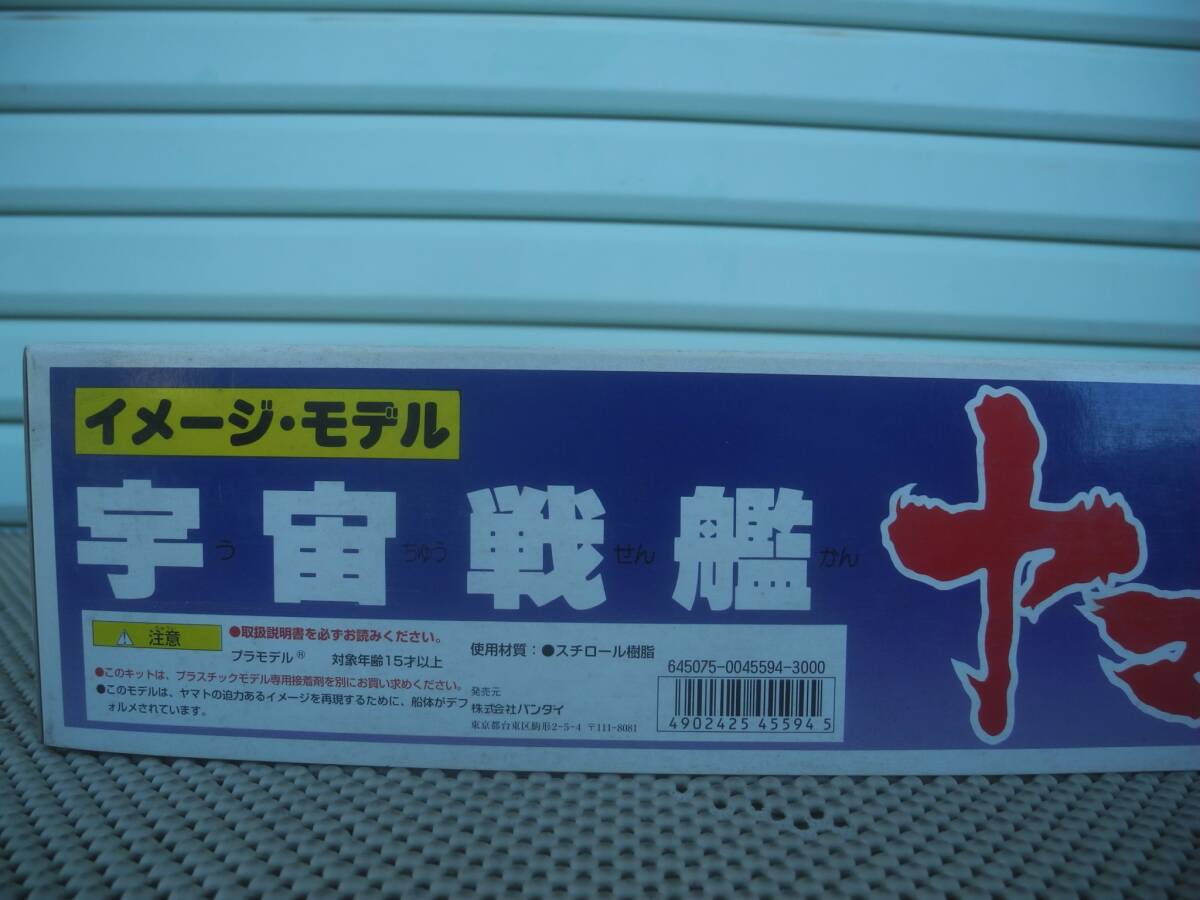 イメージ・モデル
宇宙戦艦ヤ
う ちゅう せん かん
注意
●取扱説明書を必ずお読みください。
プラモデル® 対象年齢15才以上
●このキットは、プラスチックモデル専用接着剤を別にお買い求めください。
●このモデルは、ヤマトの迫力あるイメージを再現するために、船体がデフ
ォルメされています。
使用材質:●スチロール樹脂
発売元
株式会社バンダイ
東京都台東区駒形2-5-4 〒111-8081
645075-0045594-3000
4902425 455945